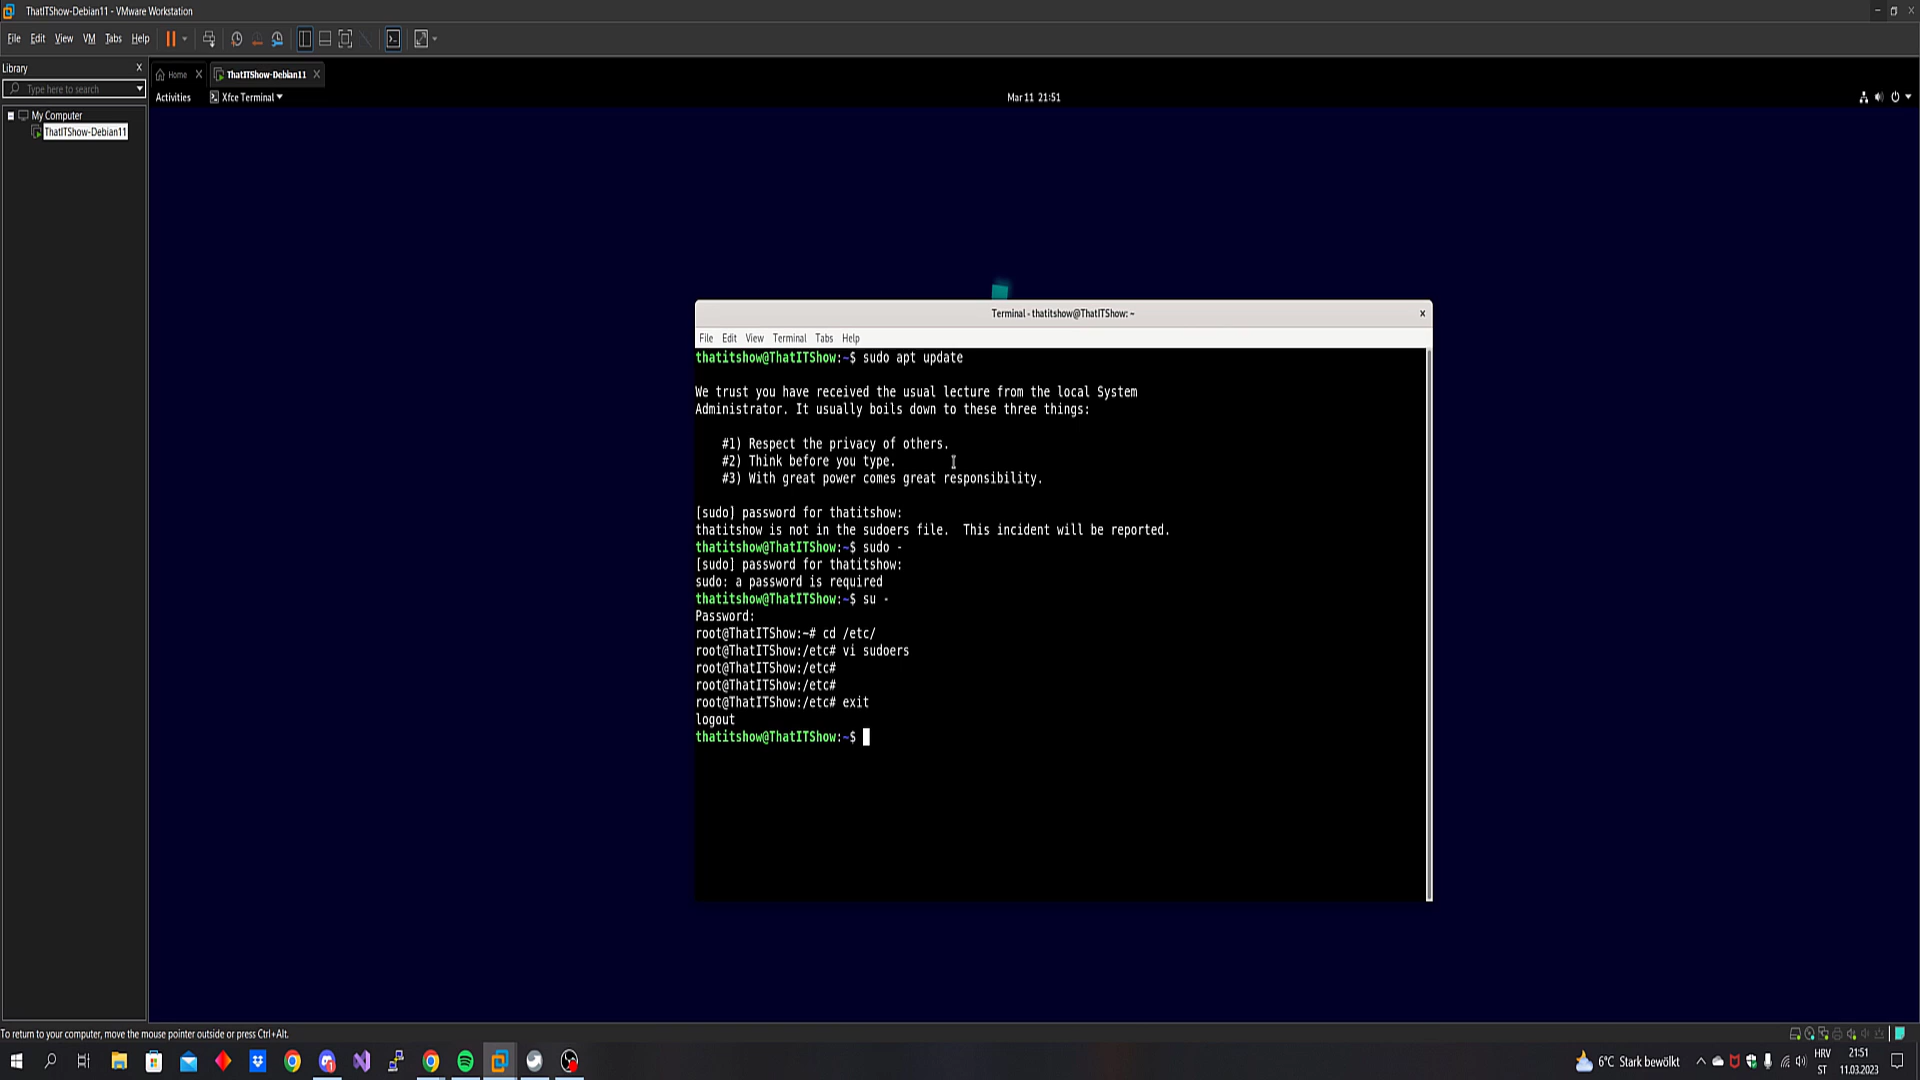 ThatITShow-Debian11 - VMware Workstation
File Edit View VM Tabs Help
Library
Type here to search
My Computer
ThatITShow-Debian11
Home ThatITShow-Debian11
Activities Xfce Terminal Mar 11 21:51
Terminal - thatitshow@ThatITShow: ~
File Edit View Terminal Tabs Help
thatitshow@ThatITShow:~$ sudo apt update
We trust you have received the usual lecture from the local System
Administrator. It usually boils down to these three things:
#1) Respect the privacy of others.
#2) Think before you type.
#3) With great power comes great responsibility.
[sudo] password for thatitshow:
thatitshow is not in the sudoers file.  This incident will be reported.
thatitshow@ThatITShow:~$ sudo -
[sudo] password for thatitshow:
sudo: a password is required
thatitshow@ThatITShow:~$ su -
Password:
root@ThatITShow:~# cd /etc/
root@ThatITShow:/etc# vi sudoers
root@ThatITShow:/etc#
root@ThatITShow:/etc#
root@ThatITShow:/etc# exit
logout
thatitshow@ThatITShow:~$
To return to your computer, move the mouse pointer outside or press Ctrl+Alt.
6°C Stark bewölkt
HRV
ST
21:51
11.03.2023